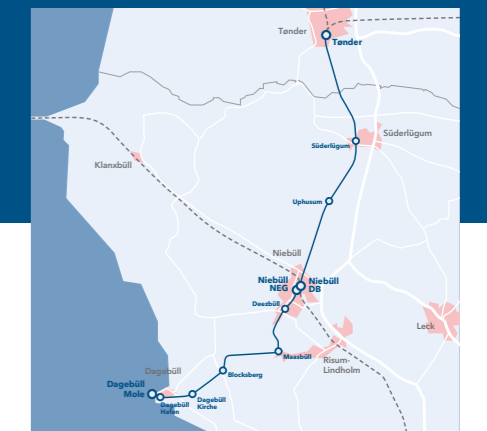 Tønder
Tønder
Süderlügum
Süderlügum
Klanxbüll
Uphusum
Niebüll
Niebüll
NEG
Niebüll
DB
Deezbüll
Leck
Maasbüll
Risum-
Lindholm
Dagebüll
Blocksberg
Dagebüll
Mole
Dagebüll
Hafen
Dagebüll
Kirche